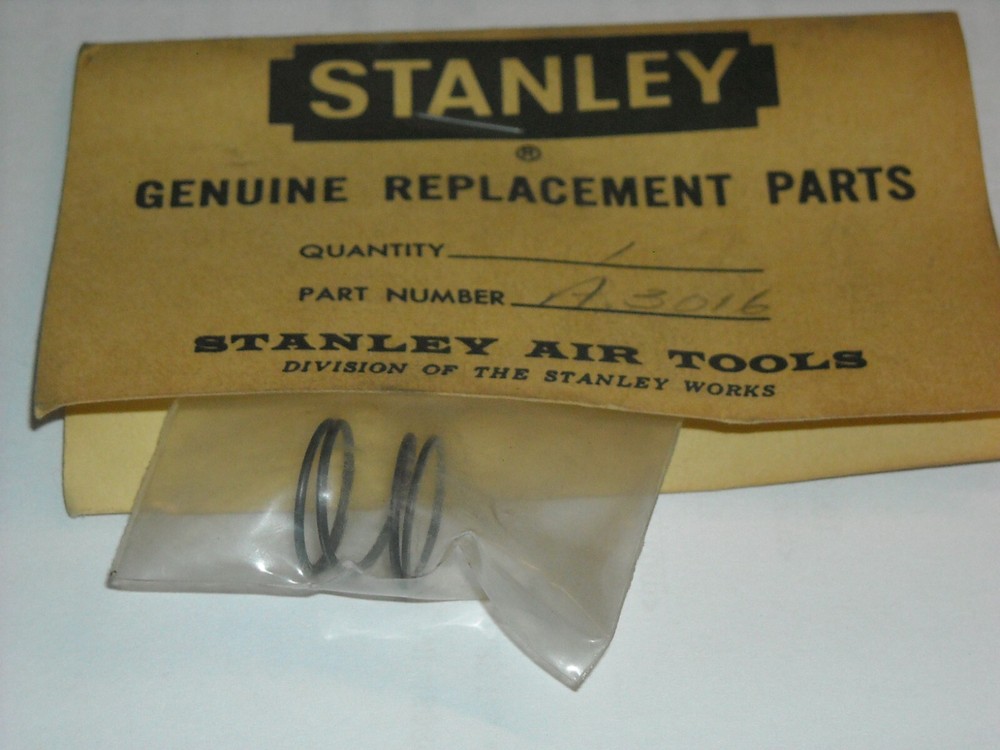 STANLEY
®
GENUINE REPLACEMENT PARTS
QUANTITY 1
PART NUMBER A.3016
STANLEY AIR TOOLS
DIVISION OF THE STANLEY WORKS